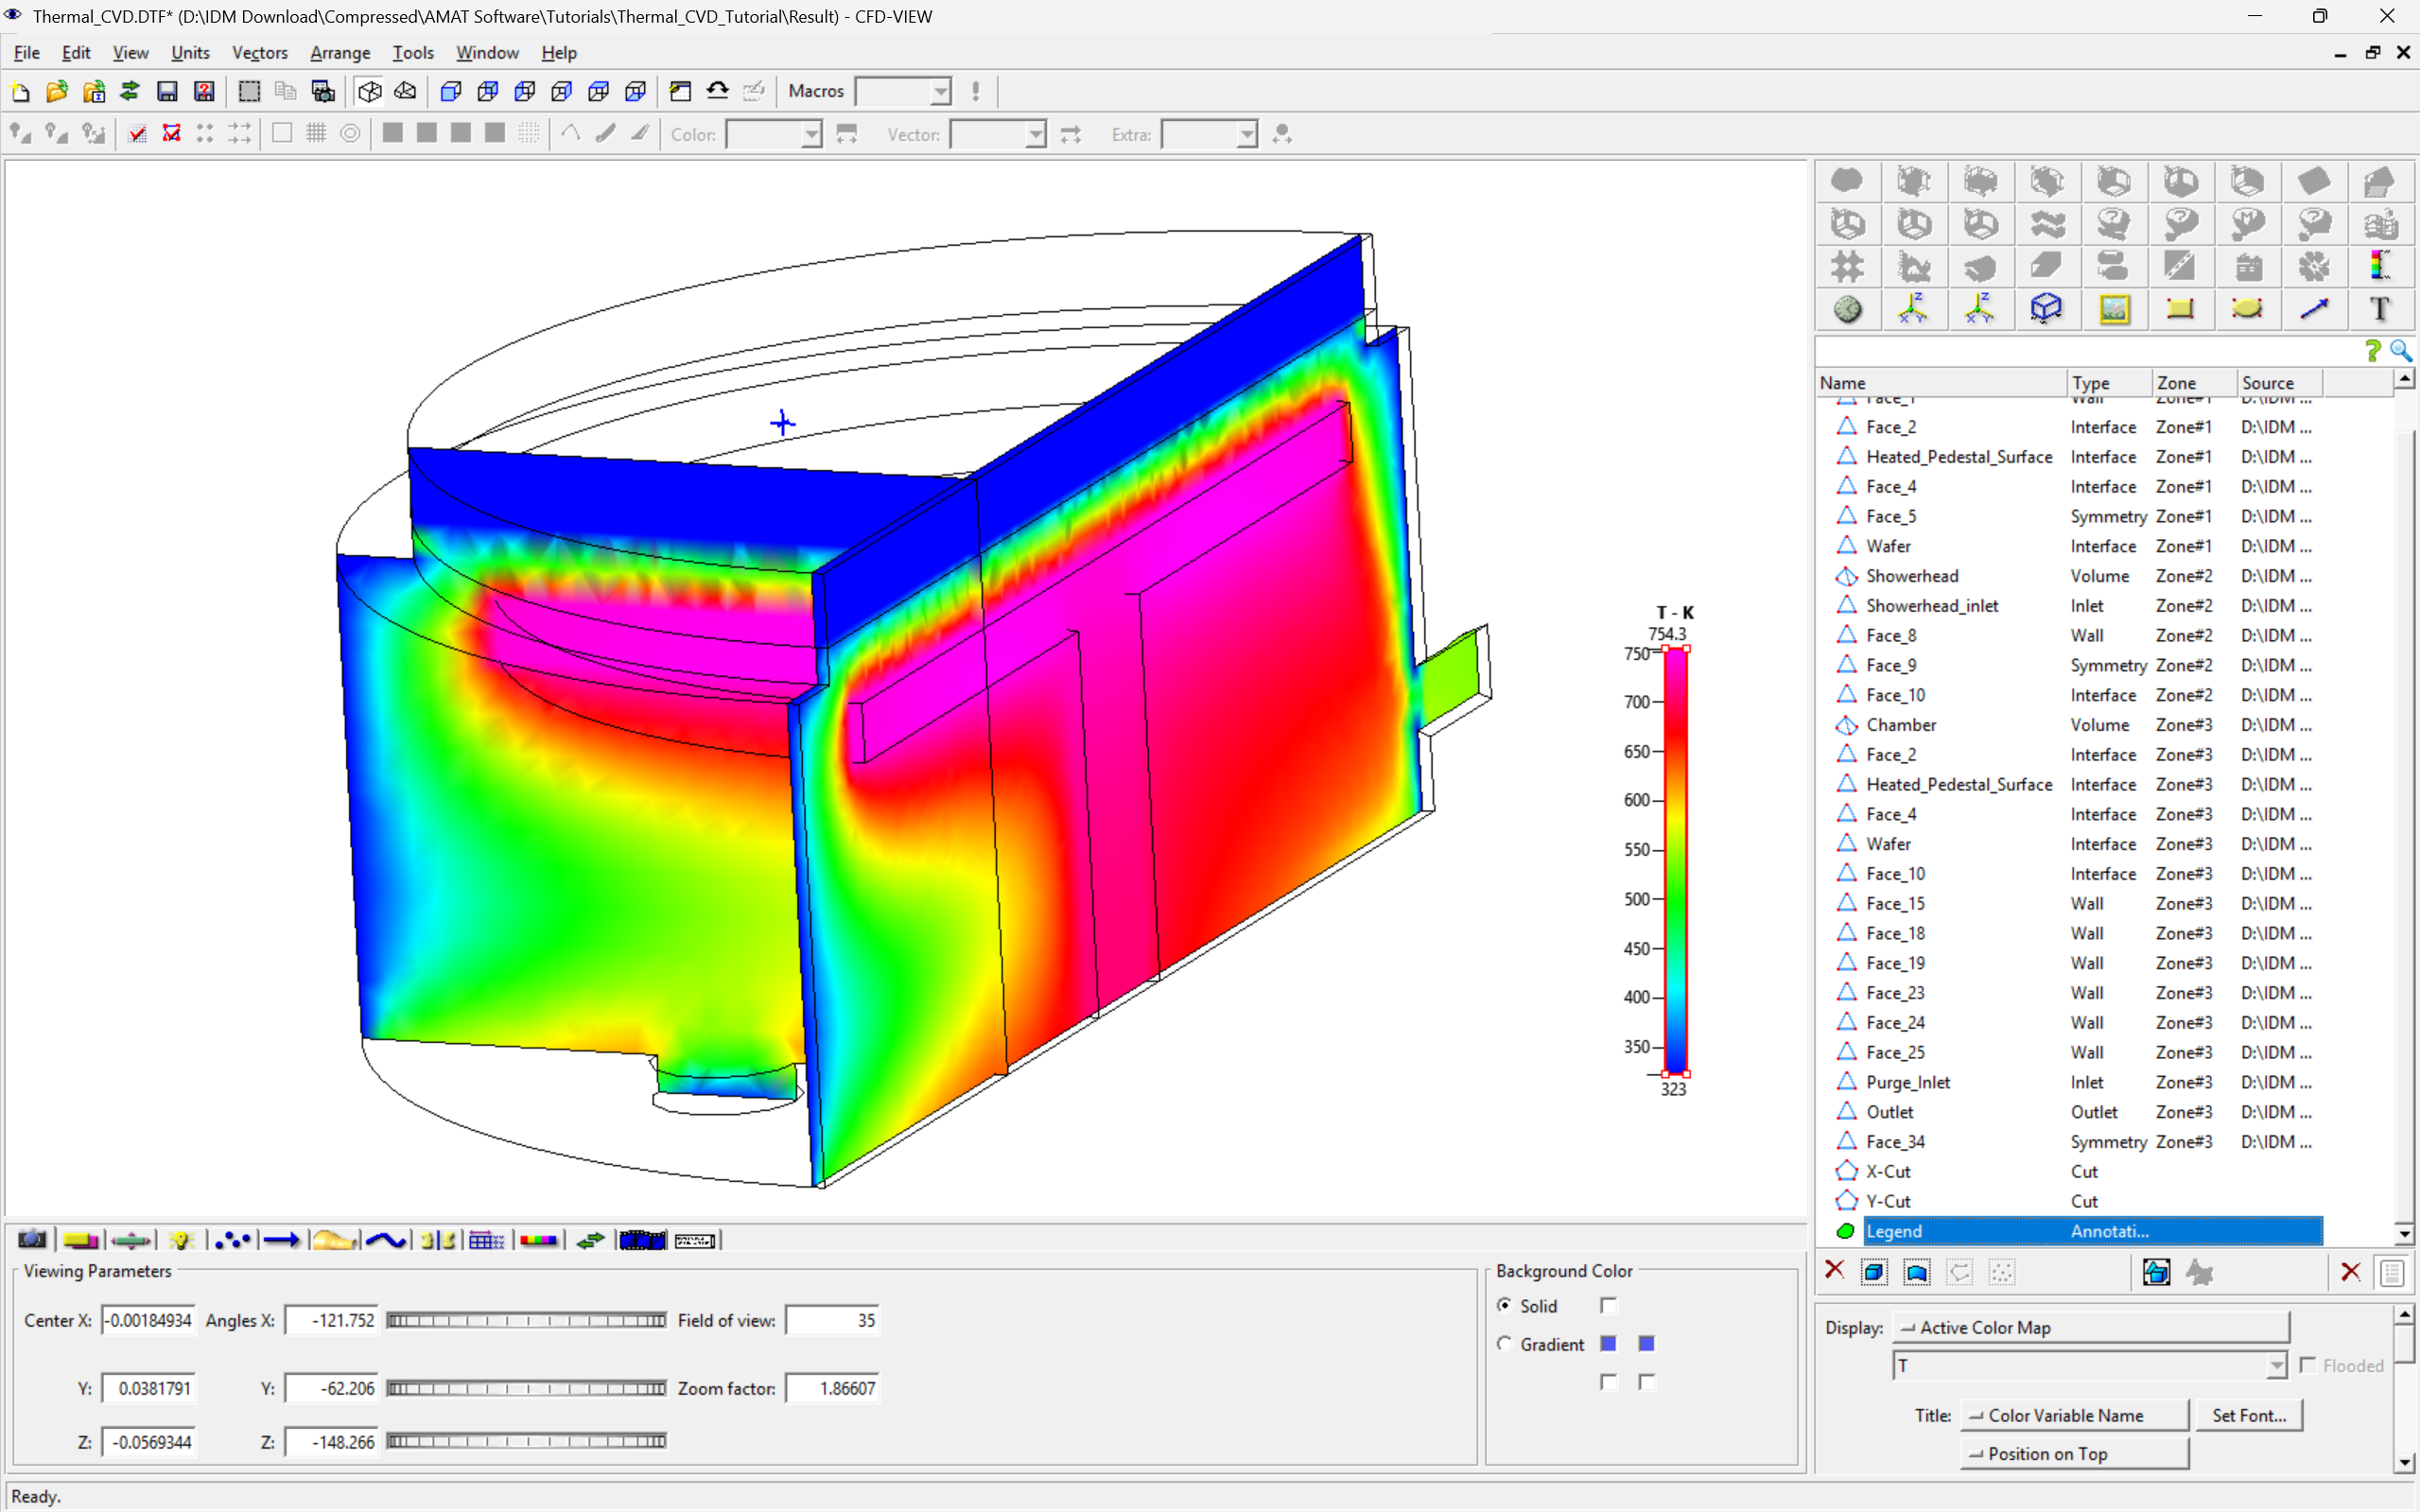 Thermal_CVD.DTF* (D:\IDM Download\Compressed\AMAT Software\Tutorials\Thermal_CVD_Tutorial\Result) - CFD-VIEW
File Edit View Units Vectors Arrange Tools Window Help
Macros
Color: Vector: Extra:
Name Type Zone Source
Face_1 Wall Zone#1 D:\IDM ...
Face_2 Interface Zone#1 D:\IDM ...
Heated_Pedestal_Surface Interface Zone#1 D:\IDM ...
Face_4 Interface Zone#1 D:\IDM ...
Face_5 Symmetry Zone#1 D:\IDM ...
Wafer Interface Zone#1 D:\IDM ...
Showerhead Volume Zone#2 D:\IDM ...
Showerhead_inlet Inlet Zone#2 D:\IDM ...
Face_8 Wall Zone#2 D:\IDM ...
Face_9 Symmetry Zone#2 D:\IDM ...
Face_10 Interface Zone#2 D:\IDM ...
Chamber Volume Zone#3 D:\IDM ...
Face_2 Interface Zone#3 D:\IDM ...
Heated_Pedestal_Surface Interface Zone#3 D:\IDM ...
Face_4 Interface Zone#3 D:\IDM ...
Wafer Interface Zone#3 D:\IDM ...
Face_10 Interface Zone#3 D:\IDM ...
Face_15 Wall Zone#3 D:\IDM ...
Face_18 Wall Zone#3 D:\IDM ...
Face_19 Wall Zone#3 D:\IDM ...
Face_23 Wall Zone#3 D:\IDM ...
Face_24 Wall Zone#3 D:\IDM ...
Face_25 Wall Zone#3 D:\IDM ...
Purge_Inlet Inlet Zone#3 D:\IDM ...
Outlet Outlet Zone#3 D:\IDM ...
Face_34 Symmetry Zone#3 D:\IDM ...
X-Cut Cut
Y-Cut Cut
Legend Annotati...
T - K
754.3
750
700
650
600
550
500
450
400
350
323
Viewing Parameters
Center X: -0.00184934 Angles X: -121.752 Field of view: 35
Y: 0.0381791 Y: -62.206 Zoom factor: 1.86607
Z: -0.0569344 Z: -148.266
Background Color
Solid
Gradient
Display: Active Color Map
T Flooded
Title: Color Variable Name Set Font...
Position on Top
Ready.